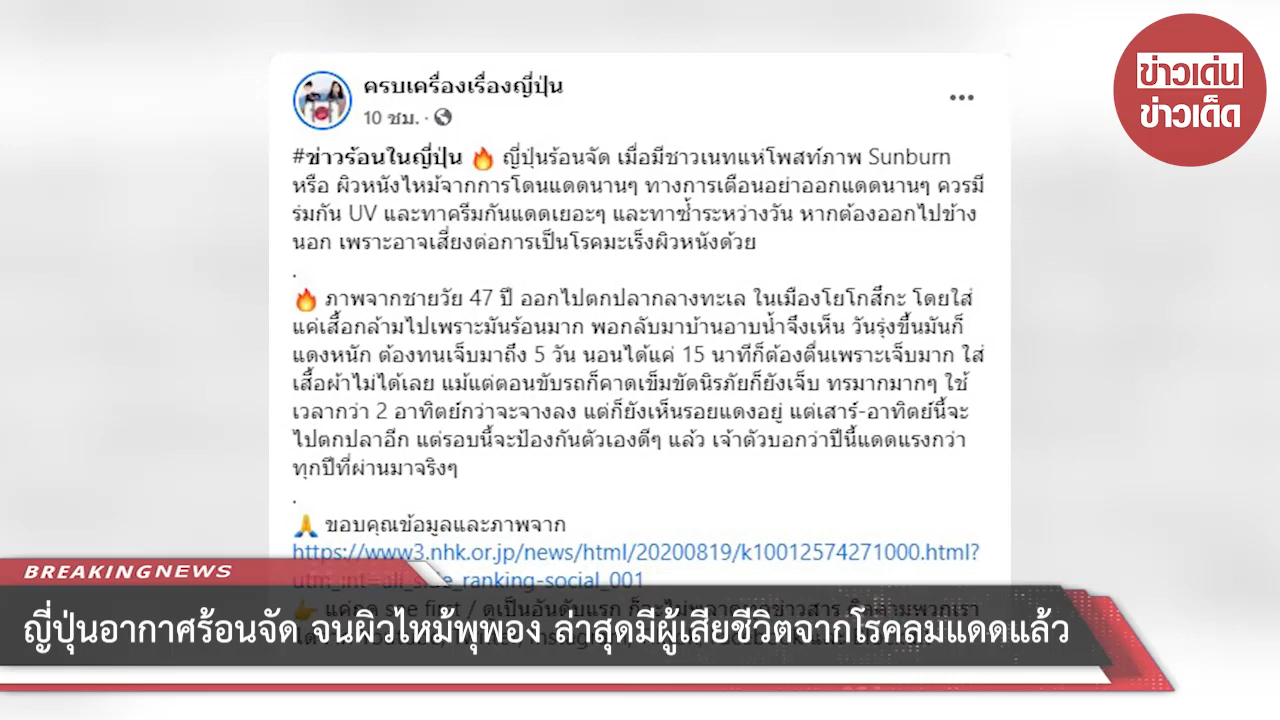 ข่าวเด่น
ข่าวเด็ด
ครบเครื่องเรื่องญี่ปุ่น
10 ชม. ·
#ข่าวร้อนในญี่ปุ่น 🔥 ญี่ปุ่นร้อนจัด เมื่อมีชาวเนทแห่โพสท์ภาพ Sunburn
หรือ ผิวหนังไหม้จากการโดนแดดนานๆ ทางการเตือนอย่าออกแดดนานๆ ควรมี
ร่มกัน UV และทาครีมกันแดดเยอะๆ และทาซ้ำระหว่างวัน หากต้องออกไปข้าง
นอก เพราะอาจเสี่ยงต่อการเป็นโรคมะเร็งผิวหนังด้วย
.
🔥 ภาพจากชายวัย 47 ปี ออกไปตกปลากลางทะเล ในเมืองโยโกสึกะ โดยใส่
แค่เสื้อกล้ามไปเพราะมันร้อนมาก พอกลับมาบ้านอาบน้ำจึงเห็น วันรุ่งขึ้นมันก็
แดงหนัก ต้องทนเจ็บมาถึง 5 วัน นอนได้แค่ 15 นาทีก็ต้องตื่นเพราะเจ็บมาก ใส่
เสื้อผ้าไม่ได้เลย แม้แต่ตอนขับรถก็คาดเข็มขัดนิรภัยก็ยังเจ็บ ทรมากมากๆ ใช้
เวลากว่า 2 อาทิตย์กว่าจะจางลง แต่ก็ยังเห็นรอยแดงอยู่ แต่เสาร์-อาทิตย์นี้จะ
ไปตกปลาอีก แต่รอบนี้จะป้องกันตัวเองดีๆ แล้ว เจ้าตัวบอกว่าปีนี้แดดแรงกว่า
ทุกปีที่ผ่านมาจริงๆ
.
🙏 ขอบคุณข้อมูลและภาพจาก
https://www3.nhk.or.jp/news/html/20200819/k10012574271000.html?
utm_int=all_side_ranking-social_001
BREAKING NEWS
ญี่ปุ่นอากาศร้อนจัด จนผิวไหม้พุพอง ล่าสุดมีผู้เสียชีวิตจากโรคลมแดดแล้ว